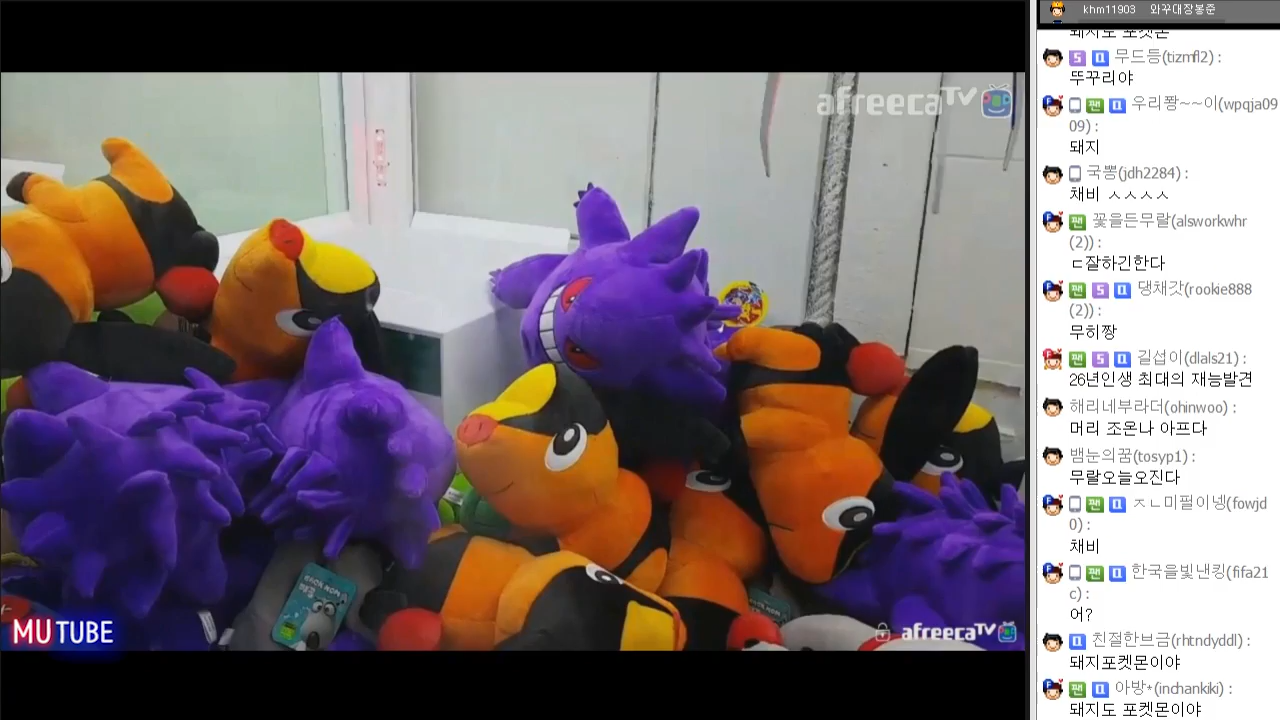 khm11903 와꾸대장봉준
돼지도 포켓몬
무드등(tizmfl2) :
뚜꾸리야
우리짱~~이(wpqja09
09) :
돼지
국뽕(jdh2284) :
채비 ㅅㅅㅅㅅ
꽃을든무랄(alsworkwhr
(2)) :
ㄷ잘하긴한다
댕채갓(rookie888
(2)) :
무히짱
길섭이(dlals21) :
26년인생 최대의 재능발견
해리네부라더(ohinwoo) :
머리 조온나 아프다
뱀눈의꿈(tosyp1) :
무랄오늘오진다
ㅈㄴ미필이넹(fowjd
0) :
채비
한국을빛낸킹(fifa21
c) :
어?
친절한브금(rhtndyddl) :
돼지포켓몬이야
아방*(inchankiki) :
돼지도 포켓몬이야
afreecaTV
MUTUBE
afreecaTV